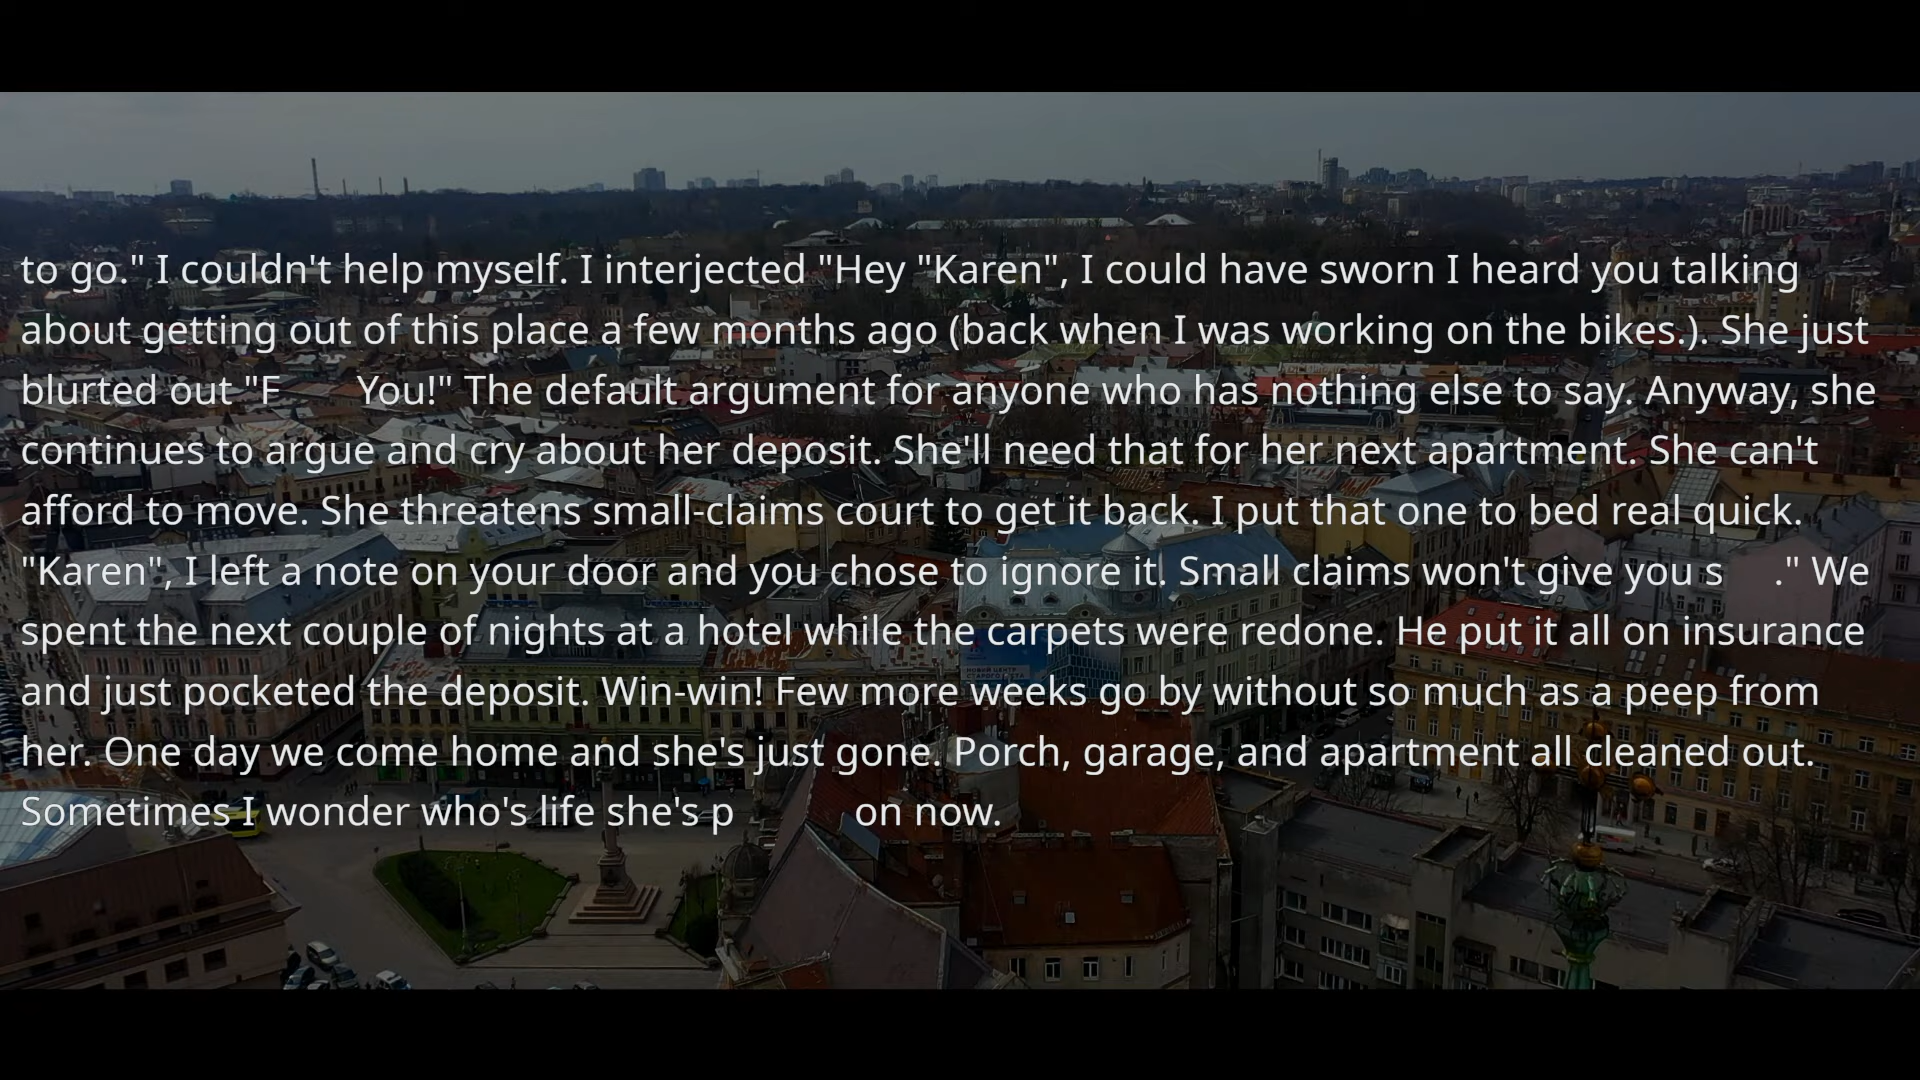 to go." I couldn't help myself. I interjected "Hey "Karen", I could have sworn I heard you talking
about getting out of this place a few months ago (back when I was working on the bikes.). She just
blurted out "F You!" The default argument for anyone who has nothing else to say. Anyway, she
continues to argue and cry about her deposit. She'll need that for her next apartment. She can't
afford to move. She threatens small-claims court to get it back. I put that one to bed real quick.
"Karen", I left a note on your door and you chose to ignore it. Small claims won't give you s ." We
spent the next couple of nights at a hotel while the carpets were redone. He put it all on insurance
and just pocketed the deposit. Win-win! Few more weeks go by without so much as a peep from
her. One day we come home and she's just gone. Porch, garage, and apartment all cleaned out.
Sometimes I wonder who's life she's p on now.
НОВИЙ ЦЕНТР
СТАРОГО МІСТА